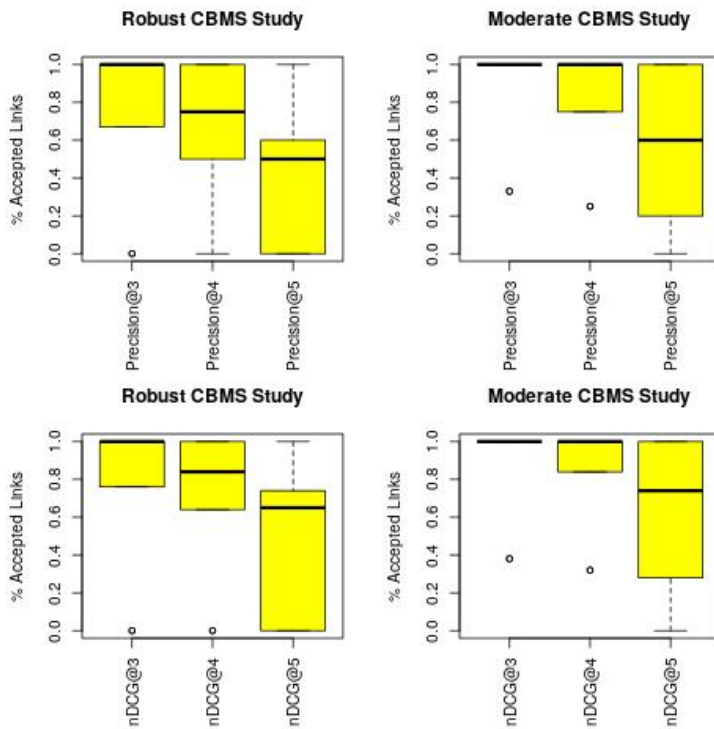 Robust CBMS Study
Moderate CBMS Study
% Accepted Links
1.0
0.8
0.6
0.4
0.2
0.0
Precision@3
Precision@4
Precision@5
% Accepted Links
1.0
0.8
0.6
0.4
0.2
0.0
Precision@3
Precision@4
Precision@5
Robust CBMS Study
Moderate CBMS Study
% Accepted Links
1.0
0.8
0.6
0.4
0.2
0.0
nDCG@3
nDCG@4
nDCG@5
% Accepted Links
1.0
0.8
0.6
0.4
0.2
0.0
nDCG@3
nDCG@4
nDCG@5